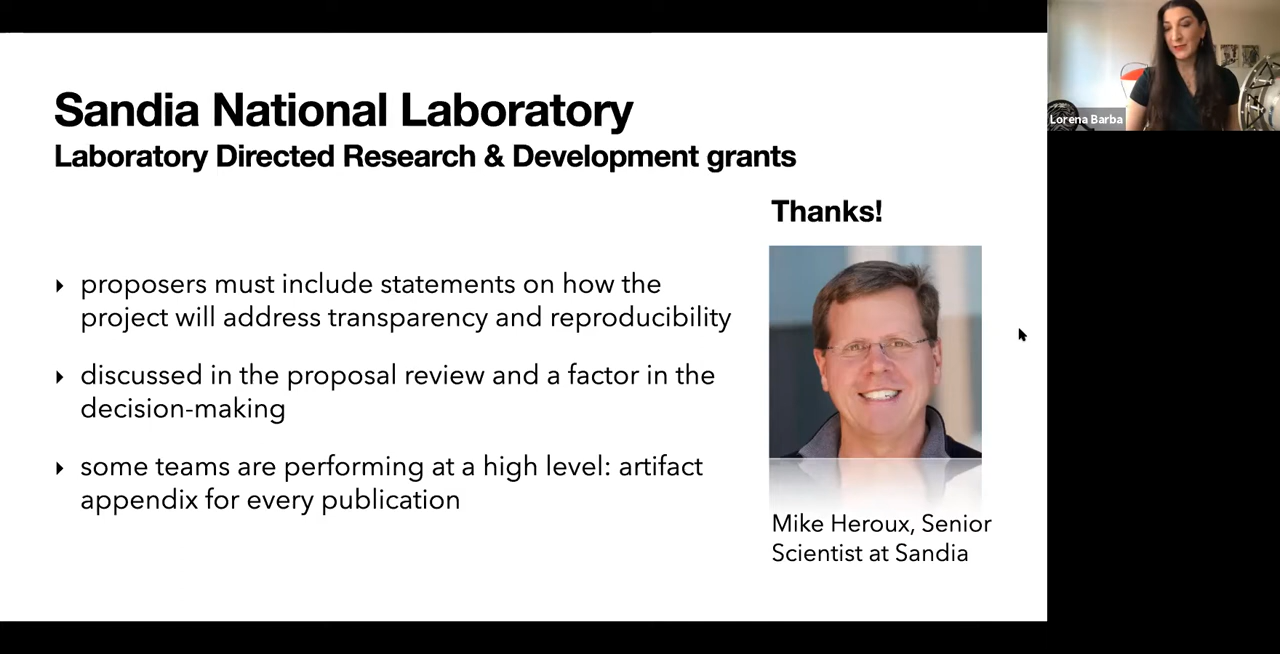 Sandia National Laboratory
Laboratory Directed Research & Development grants
Thanks!
proposers must include statements on how the
project will address transparency and reproducibility
discussed in the proposal review and a factor in the
decision-making
some teams are performing at a high level: artifact
appendix for every publication
Mike Heroux, Senior
Scientist at Sandia
Lorena Barba